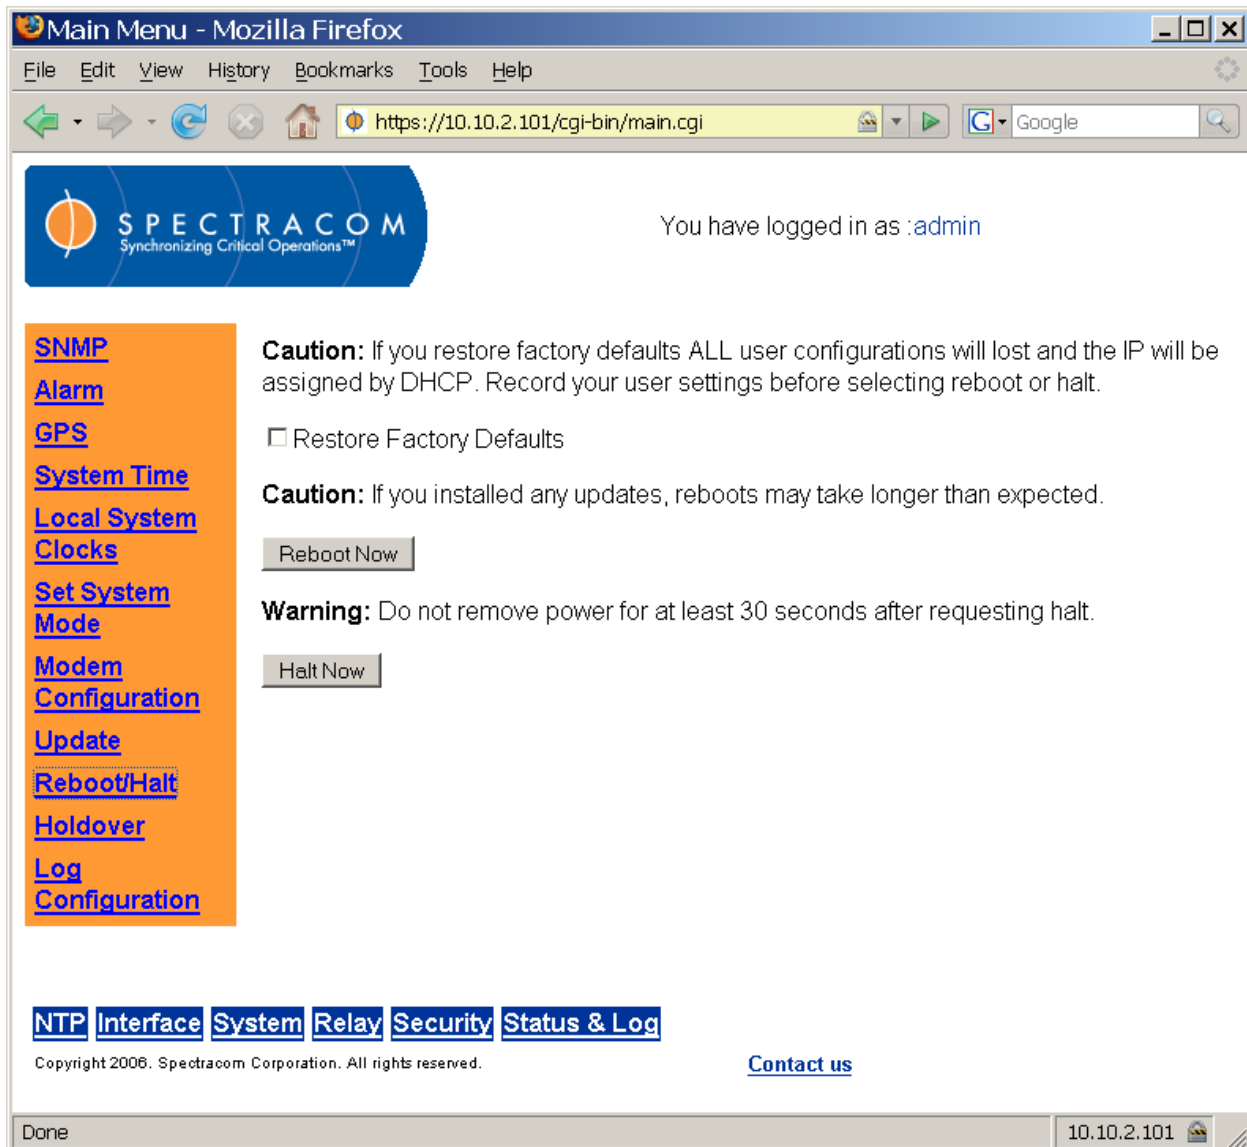 Main Menu - Mozilla Firefox
File Edit View History Bookmarks Tools Help
https://10.10.2.101/cgi-bin/main.cgi
G Google
SPECTRACOM
Synchronizing Critical Operations™
You have logged in as :admin
SNMP
Alarm
GPS
System Time
Local System
Clocks
Set System
Mode
Modem
Configuration
Update
Reboot/Halt
Holdover
Log
Configuration
Caution: If you restore factory defaults ALL user configurations will lost and the IP will be
assigned by DHCP. Record your user settings before selecting reboot or halt.
Restore Factory Defaults
Caution: If you installed any updates, reboots may take longer than expected.
Reboot Now
Warning: Do not remove power for at least 30 seconds after requesting halt.
Halt Now
NTP Interface System Relay Security Status & Log
Copyright 2006. Spectracom Corporation. All rights reserved.
Contact us
Done
10.10.2.101